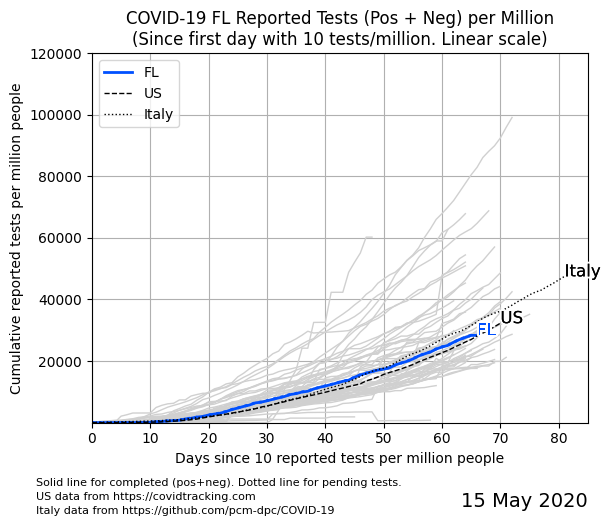 COVID-19 FL Reported Tests (Pos + Neg) per Million
(Since first day with 10 tests/million. Linear scale)
120000
100000
80000
60000
40000
20000
Cumulative reported tests per million people
FL
US
Italy
Italy
US
FL
0 10 20 30 40 50 60 70 80
Days since 10 reported tests per million people
Solid line for completed (pos+neg). Dotted line for pending tests.
US data from https://covidtracking.com
Italy data from https://github.com/pcm-dpc/COVID-19
15 May 2020